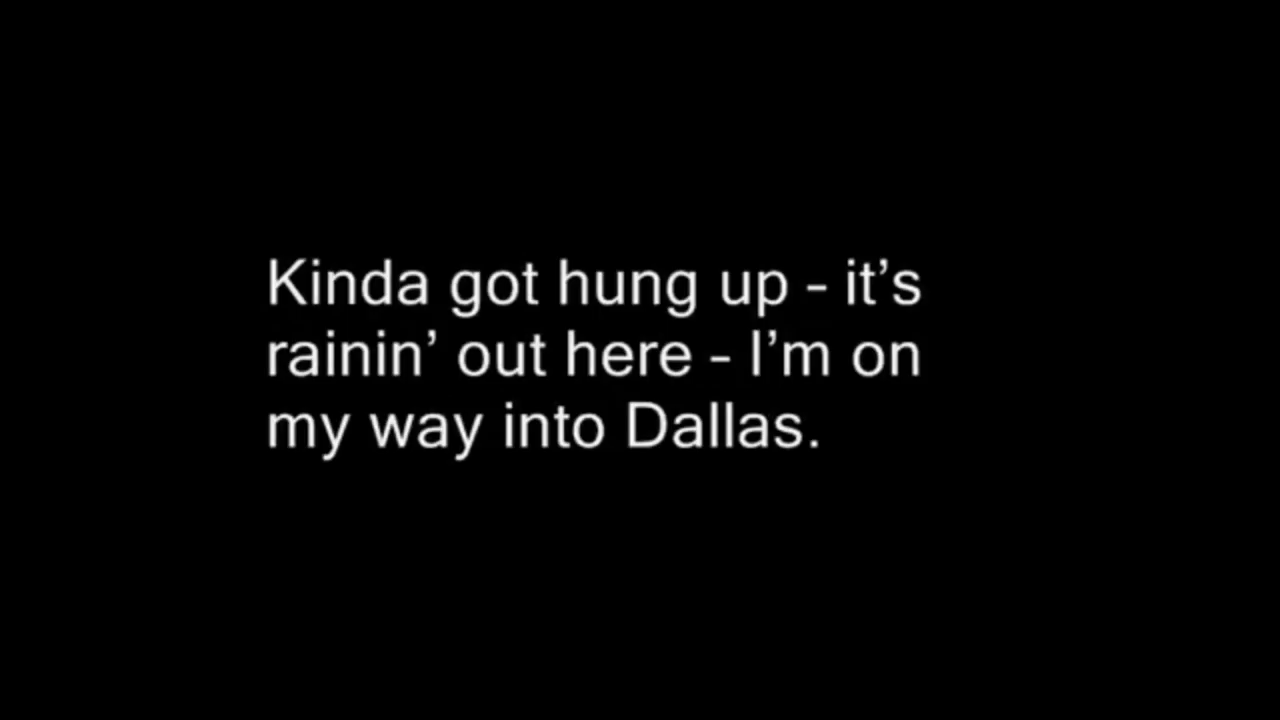 Kinda got hung up - it’s
rainin’ out here - I’m on
my way into Dallas.